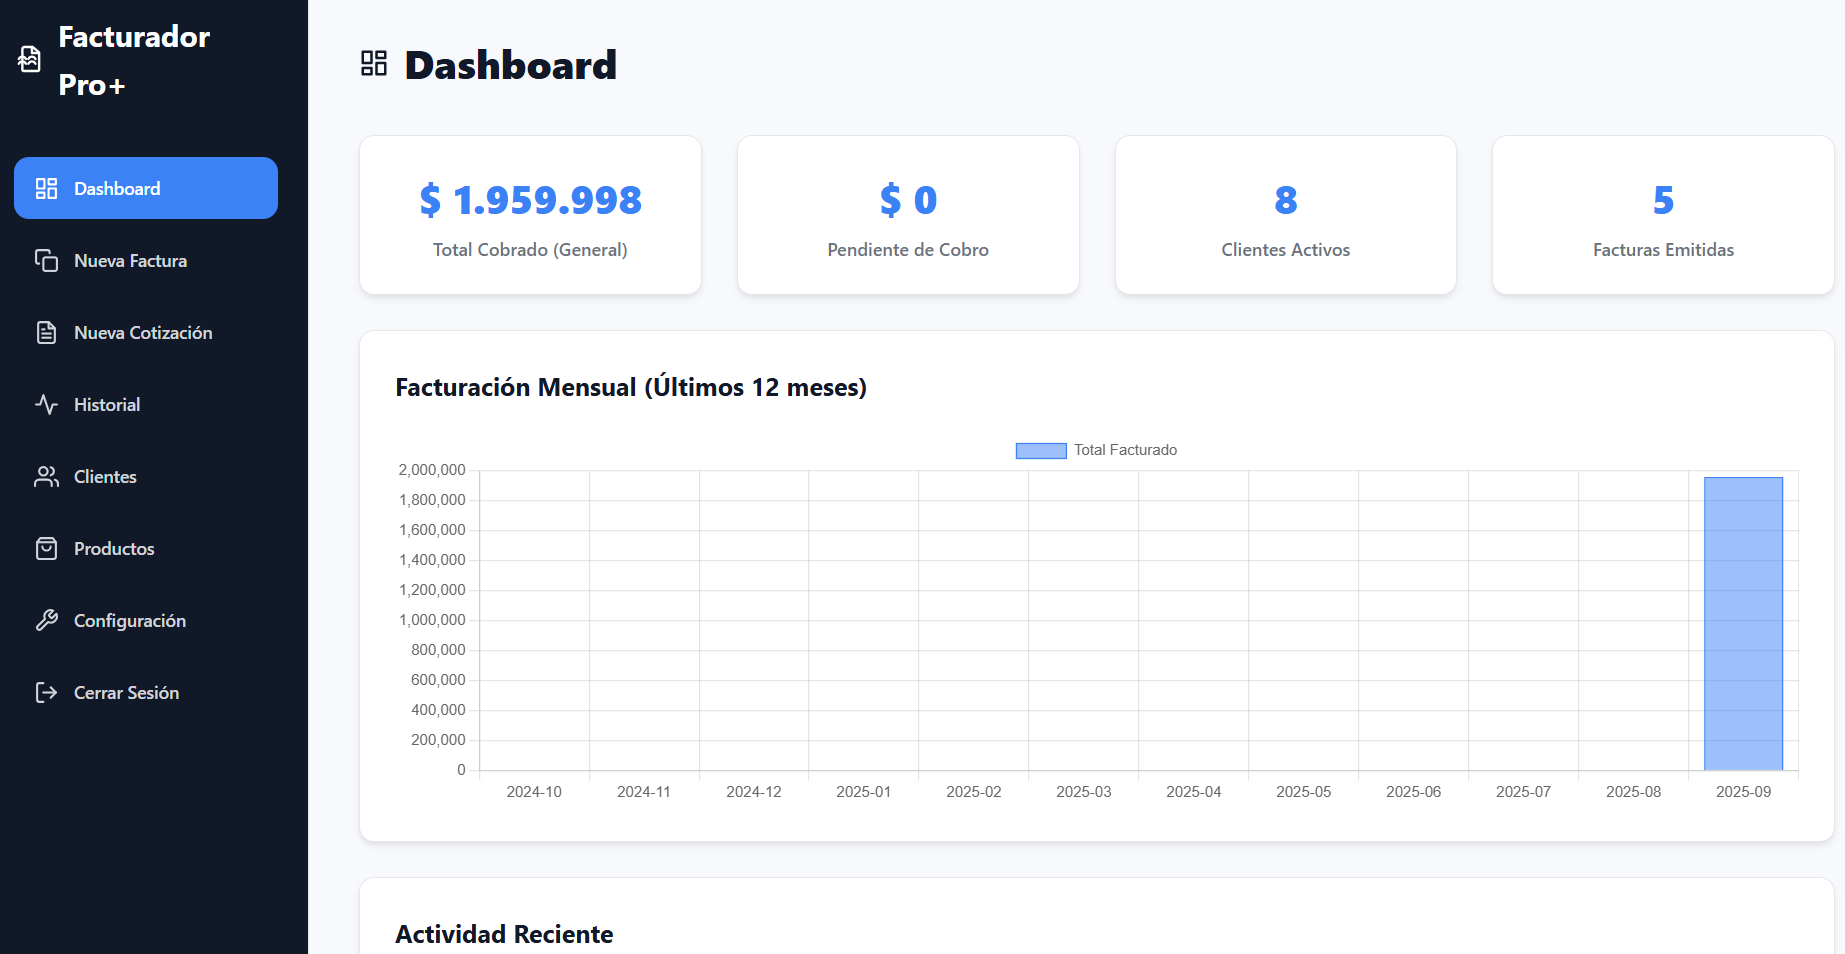 Facturador
Pro+
Dashboard
Nueva Factura
Nueva Cotización
Historial
Clientes
Productos
Configuración
Cerrar Sesión
Dashboard
$ 1.959.998
Total Cobrado (General)
$ 0
Pendiente de Cobro
8
Clientes Activos
5
Facturas Emitidas
Facturación Mensual (Últimos 12 meses)
Total Facturado
2,000,000
1,800,000
1,600,000
1,400,000
1,200,000
1,000,000
800,000
600,000
400,000
200,000
0
2024-10 2024-11 2024-12 2025-01 2025-02 2025-03 2025-04 2025-05 2025-06 2025-07 2025-08 2025-09
Actividad Reciente